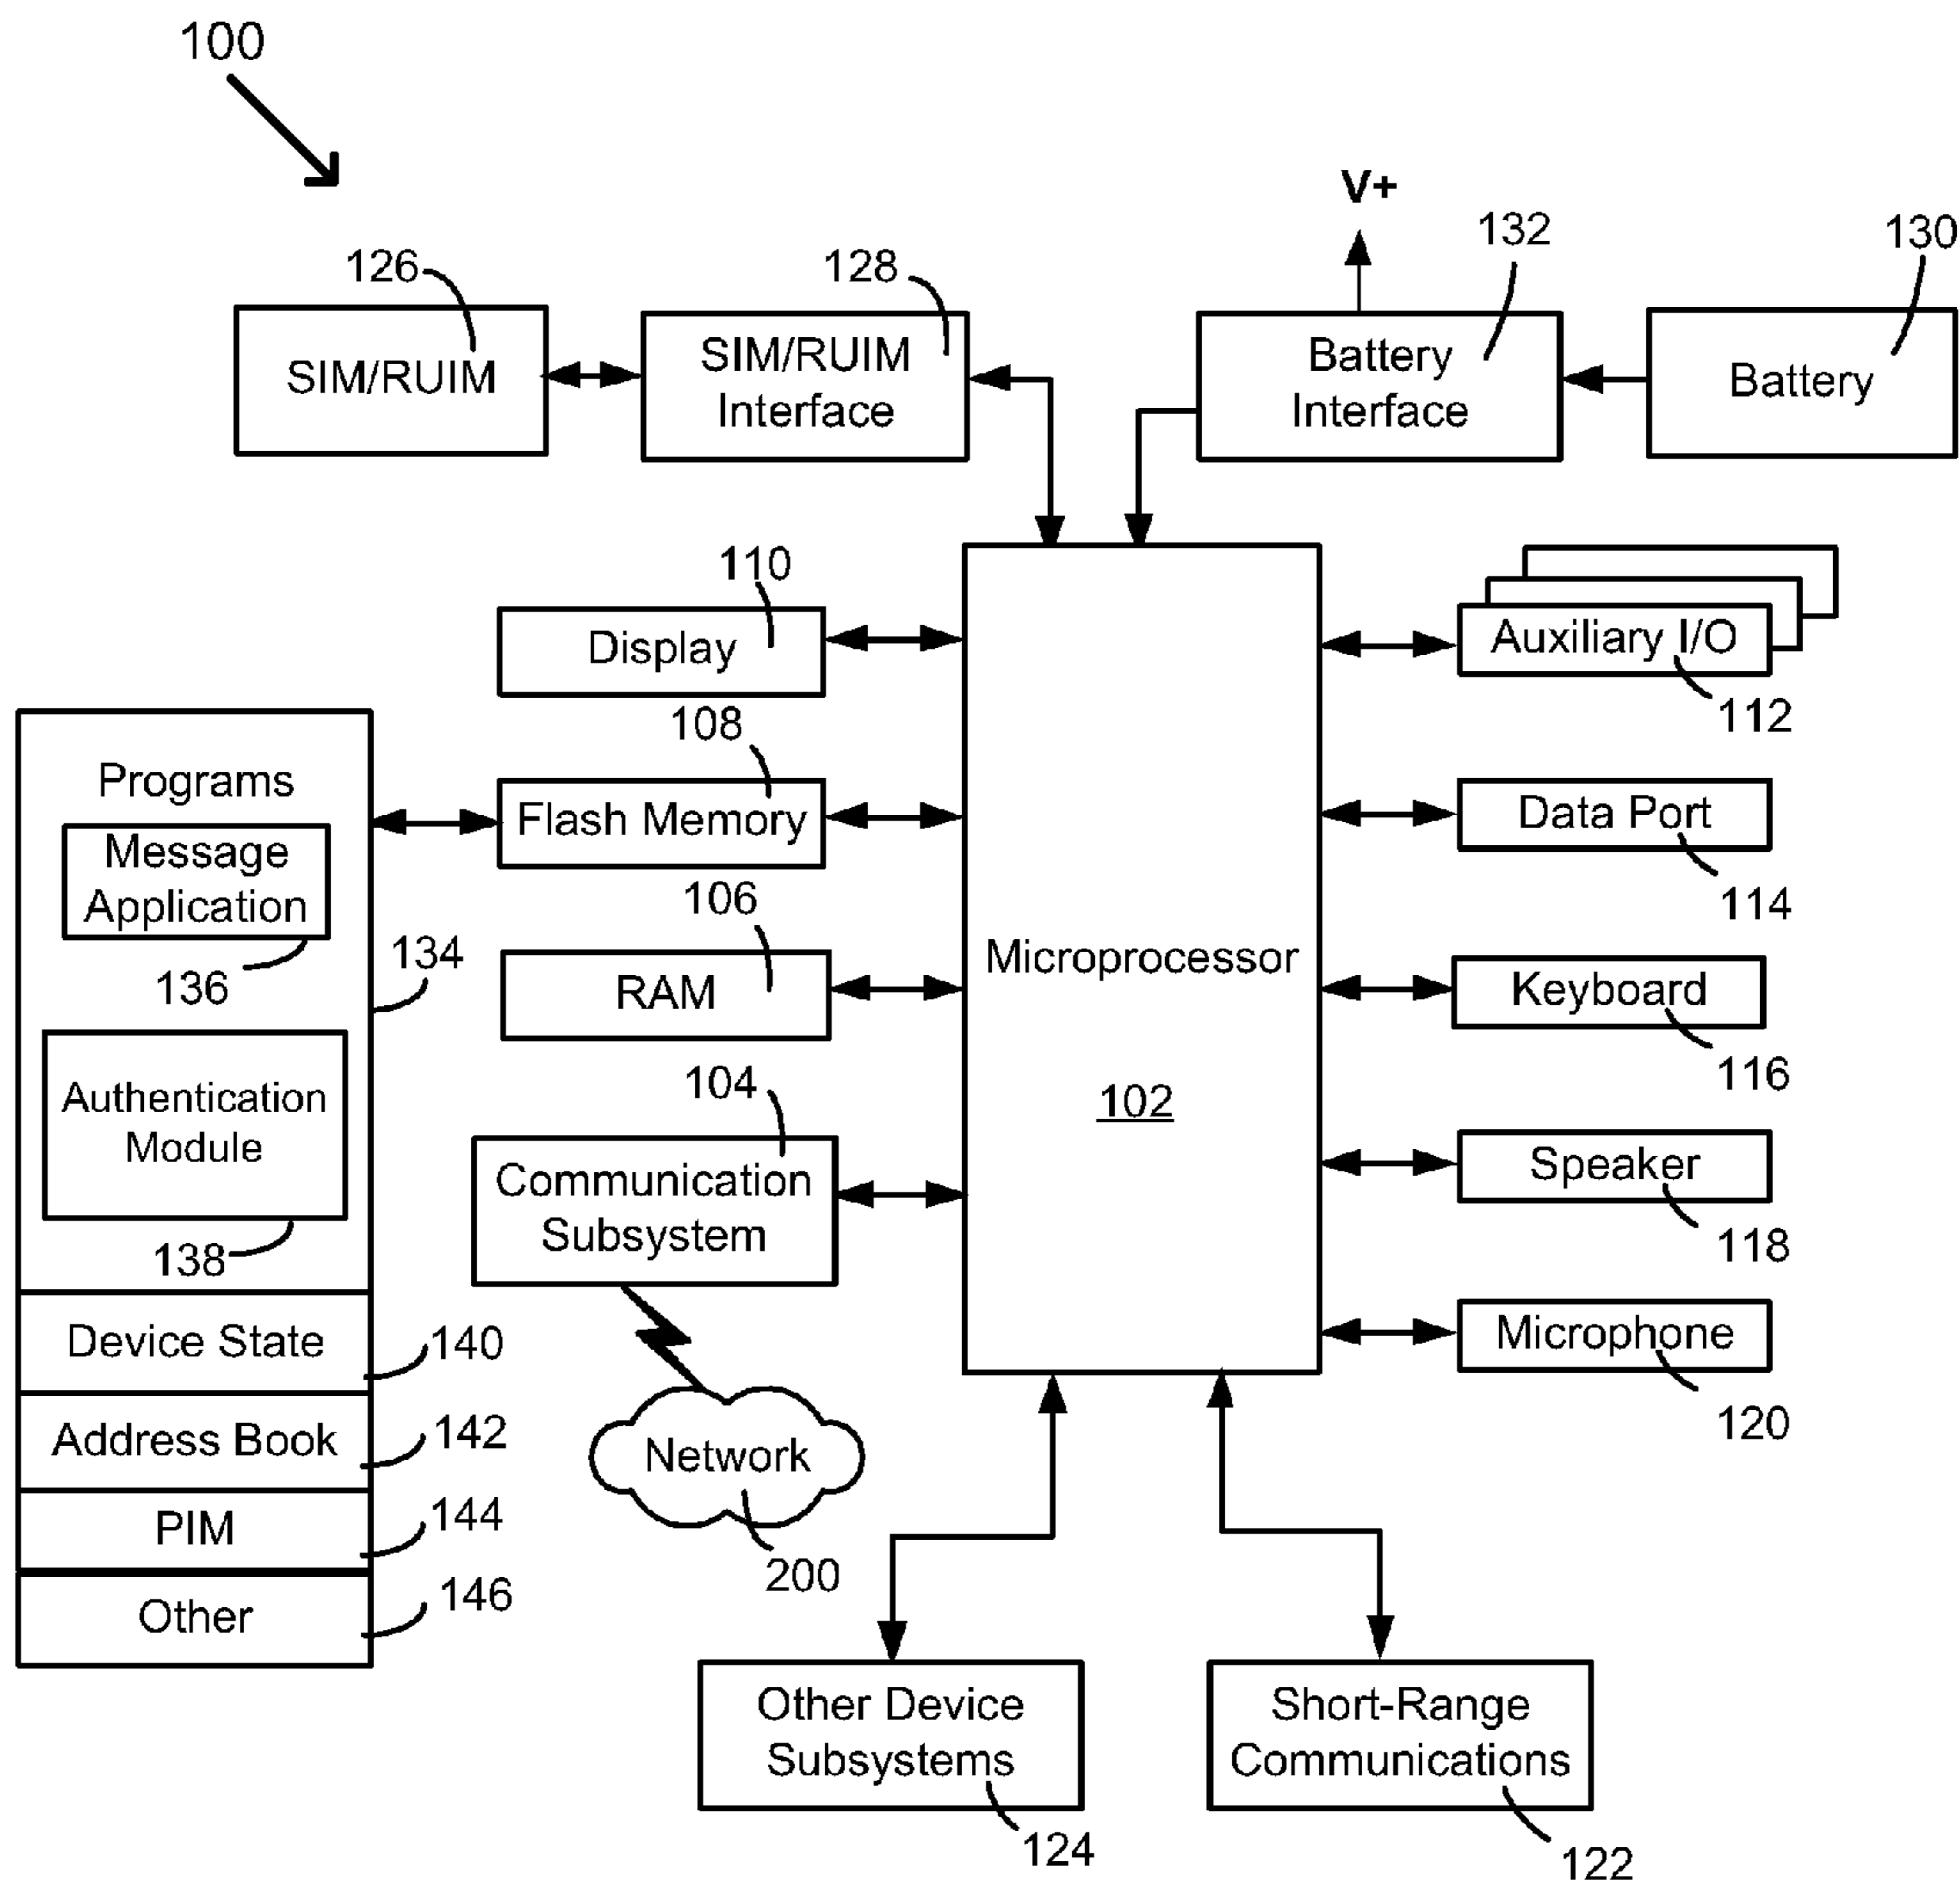 100
V+
132
130
126
128
SIM/RUIM
SIM/RUIM
Interface
Battery
Interface
Battery
110
Display
Auxiliary I/O
112
108
Programs
Flash Memory
Data Port
114
Message
Application
136
134
106
RAM
Microprocessor
102
Keyboard
116
Authentication
Module
138
104
Communication
Subsystem
Speaker
118
Device State
140
Microphone
120
Address Book
142
Network
200
PIM
144
Other
146
Other Device
Subsystems
124
Short-Range
Communications
122